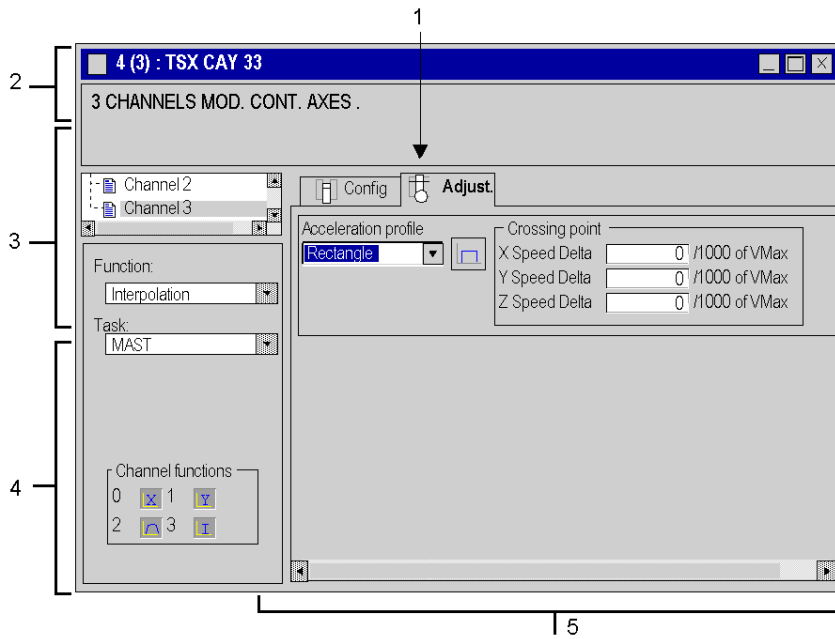 1
2
4 (3) : TSX CAY 33
3 CHANNELS MOD. CONT. AXES .
3
Channel 2
Channel 3
Config
Adjust.
Function:
Interpolation
Task:
MAST
Acceleration profile
Rectangle
Crossing point
X Speed Delta 0 /1000 of VMax
Y Speed Delta 0 /1000 of VMax
Z Speed Delta 0 /1000 of VMax
4
Channel functions
0 X 1 Y
2 3 I
5